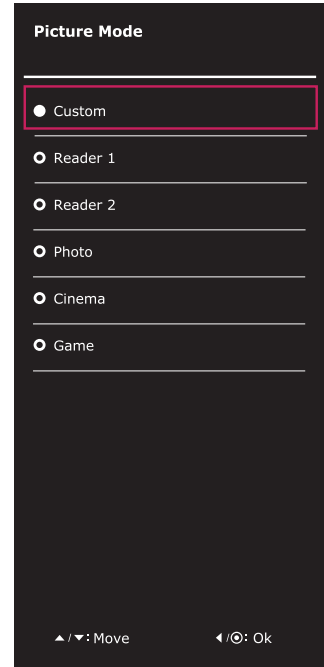 Picture Mode
Custom
Reader 1
Reader 2
Photo
Cinema
Game
▲/▼: Move ◀/◉: Ok